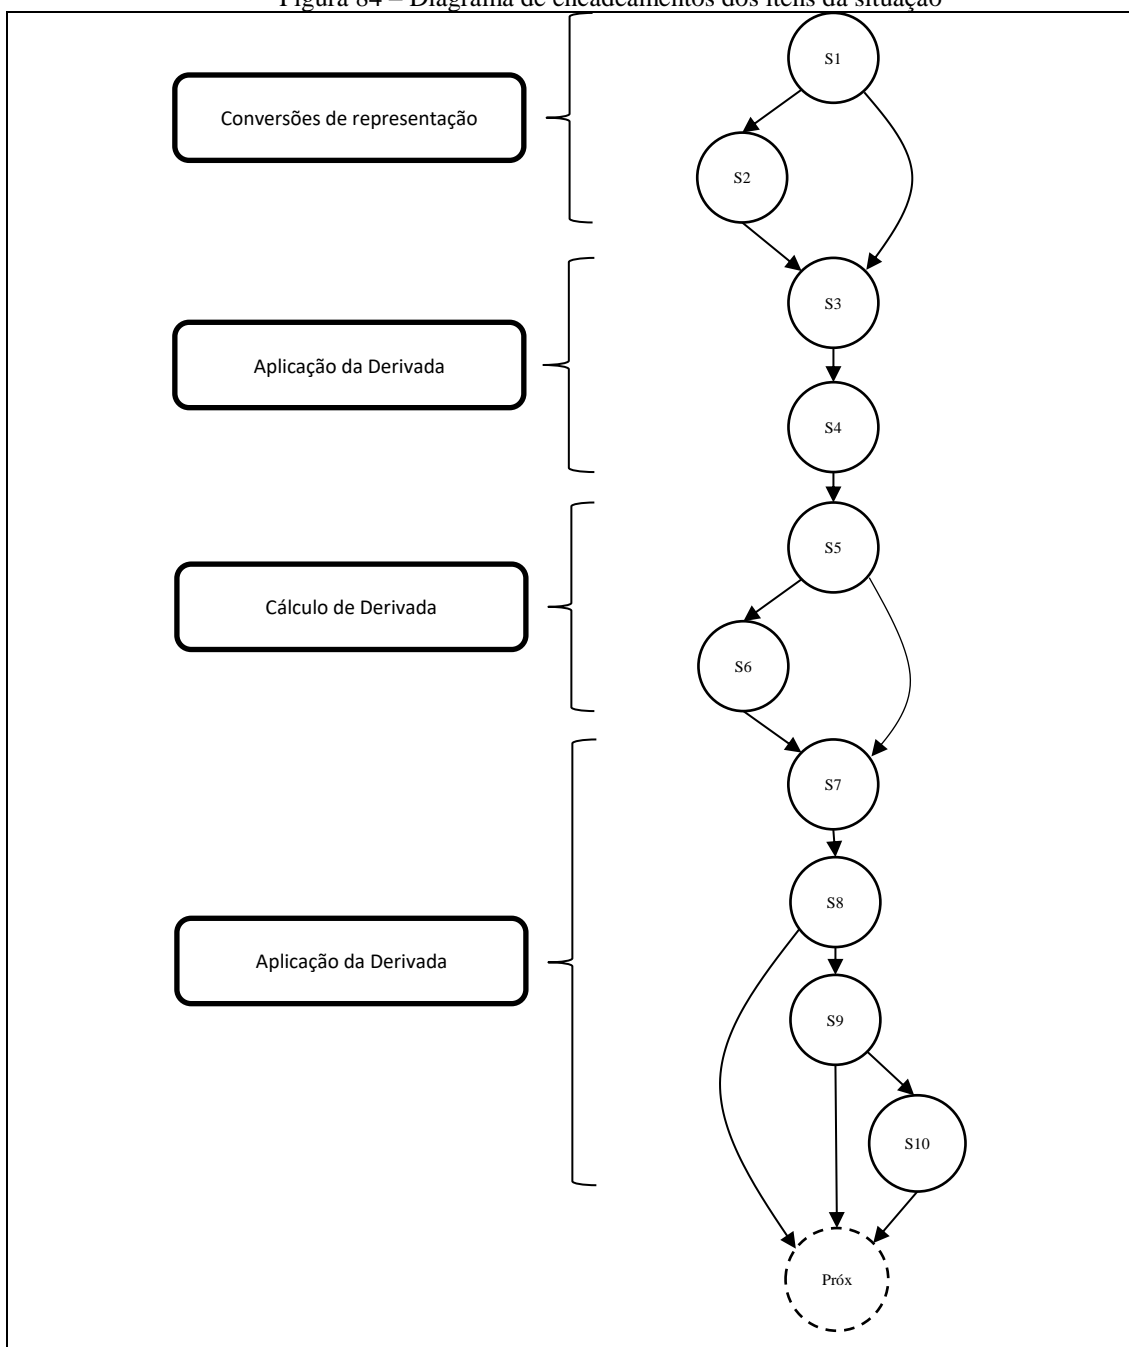 Figura 84 – Diagrama de encadeamentos dos itens da situação
S1
Conversões de representação
S2
S3
Aplicação da Derivada
S4
S5
Cálculo de Derivada
S6
S7
S8
Aplicação da Derivada
S9
S10
Próx